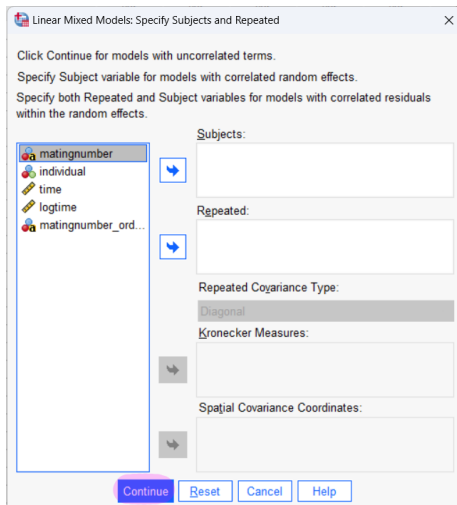 Linear Mixed Models: Specify Subjects and Repeated
Click Continue for models with uncorrelated terms.
Specify Subject variable for models with correlated random effects.
Specify both Repeated and Subject variables for models with correlated residuals
within the random effects.
Subjects:
matingnumber
individual
time
logtime
matingnumber_ord...
Repeated:
Repeated Covariance Type:
Diagonal
Kronecker Measures:
Spatial Covariance Coordinates:
Continue Reset Cancel Help